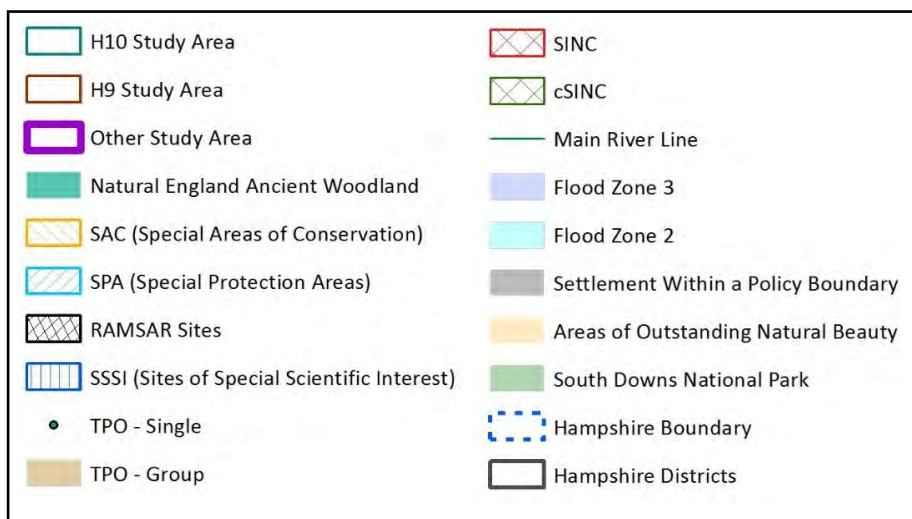 H10 Study Area
H9 Study Area
Other Study Area
Natural England Ancient Woodland
SAC (Special Areas of Conservation)
SPA (Special Protection Areas)
RAMSAR Sites
SSSI (Sites of Special Scientific Interest)
TPO - Single
TPO - Group
SINC
cSINC
Main River Line
Flood Zone 3
Flood Zone 2
Settlement Within a Policy Boundary
Areas of Outstanding Natural Beauty
South Downs National Park
Hampshire Boundary
Hampshire Districts